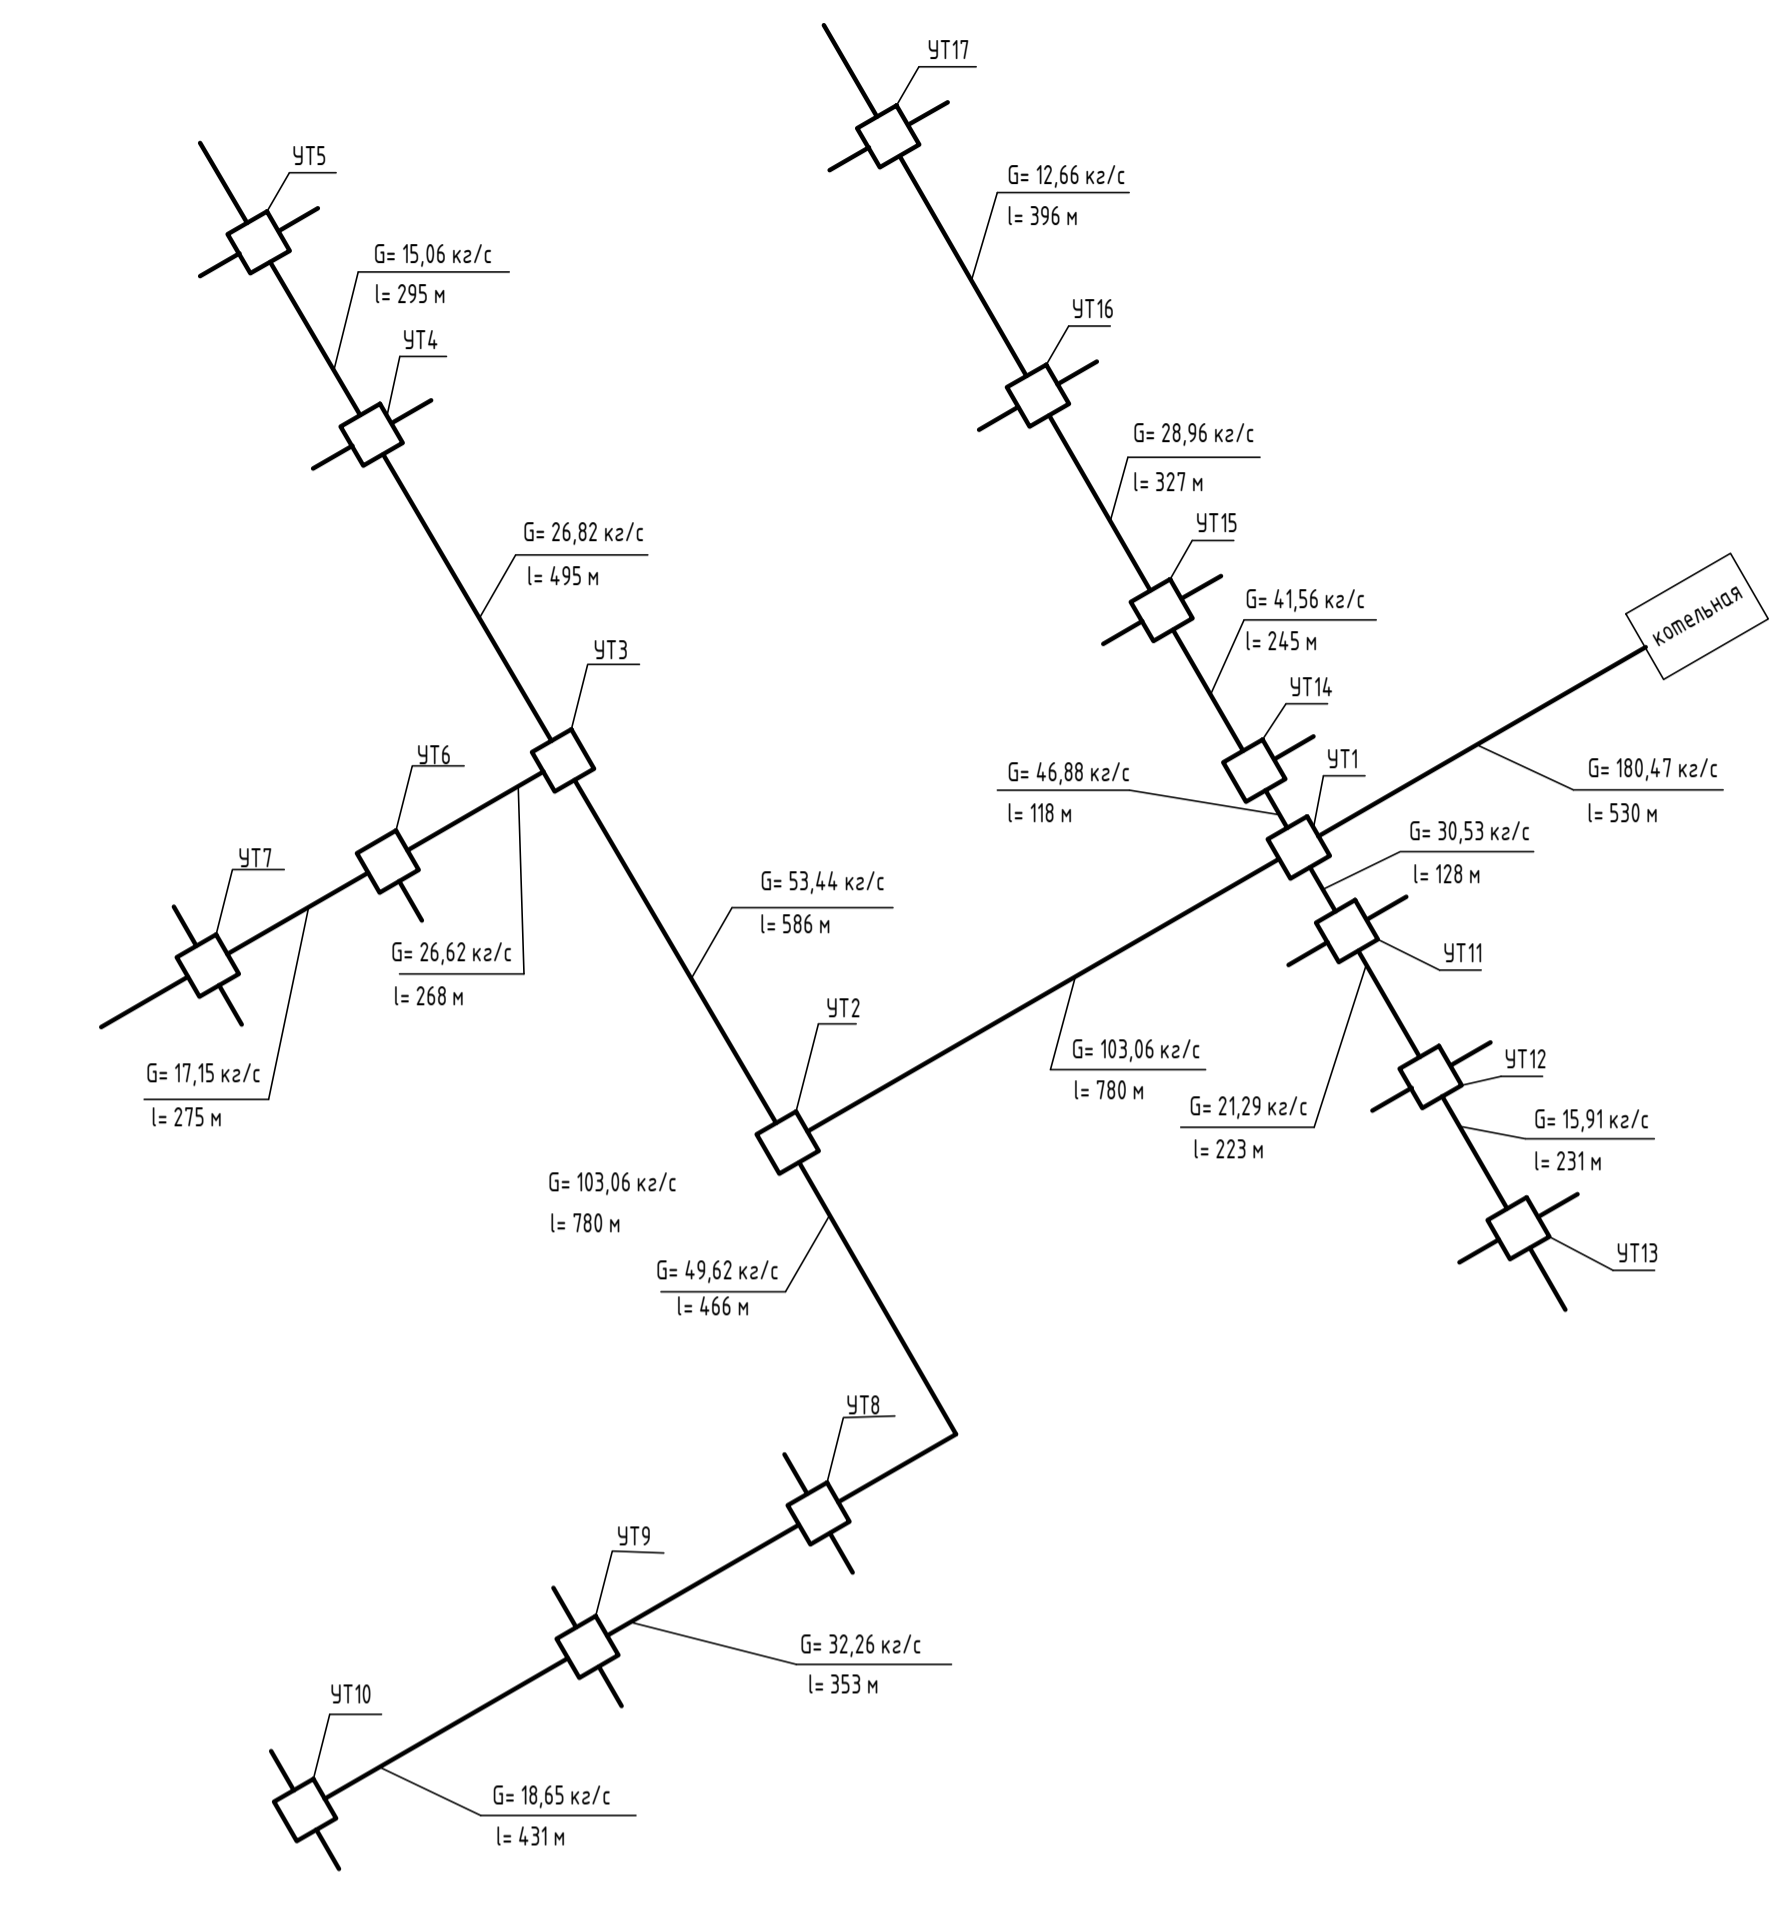 УТ17
УТ5
G= 12,66 кг/с
l= 396 м
G= 15,06 кг/с
l= 295 м
УТ4
УТ16
G= 28,96 кг/с
l= 327 м
УТ15
G= 26,82 кг/с
l= 495 м
G= 41,56 кг/с
l= 245 м
котельная
УТ3
УТ14
УТ6
УТ1
G= 46,88 кг/с
l= 118 м
G= 180,47 кг/с
l= 530 м
G= 30,53 кг/с
l= 128 м
УТ7
G= 53,44 кг/с
l= 586 м
G= 26,62 кг/с
l= 268 м
УТ11
УТ2
G= 103,06 кг/с
l= 780 м
УТ12
G= 17,15 кг/с
l= 275 м
G= 21,29 кг/с
l= 223 м
G= 15,91 кг/с
l= 231 м
G= 103,06 кг/с
l= 780 м
УТ13
G= 49,62 кг/с
l= 466 м
УТ8
УТ9
G= 32,26 кг/с
l= 353 м
УТ10
G= 18,65 кг/с
l= 431 м